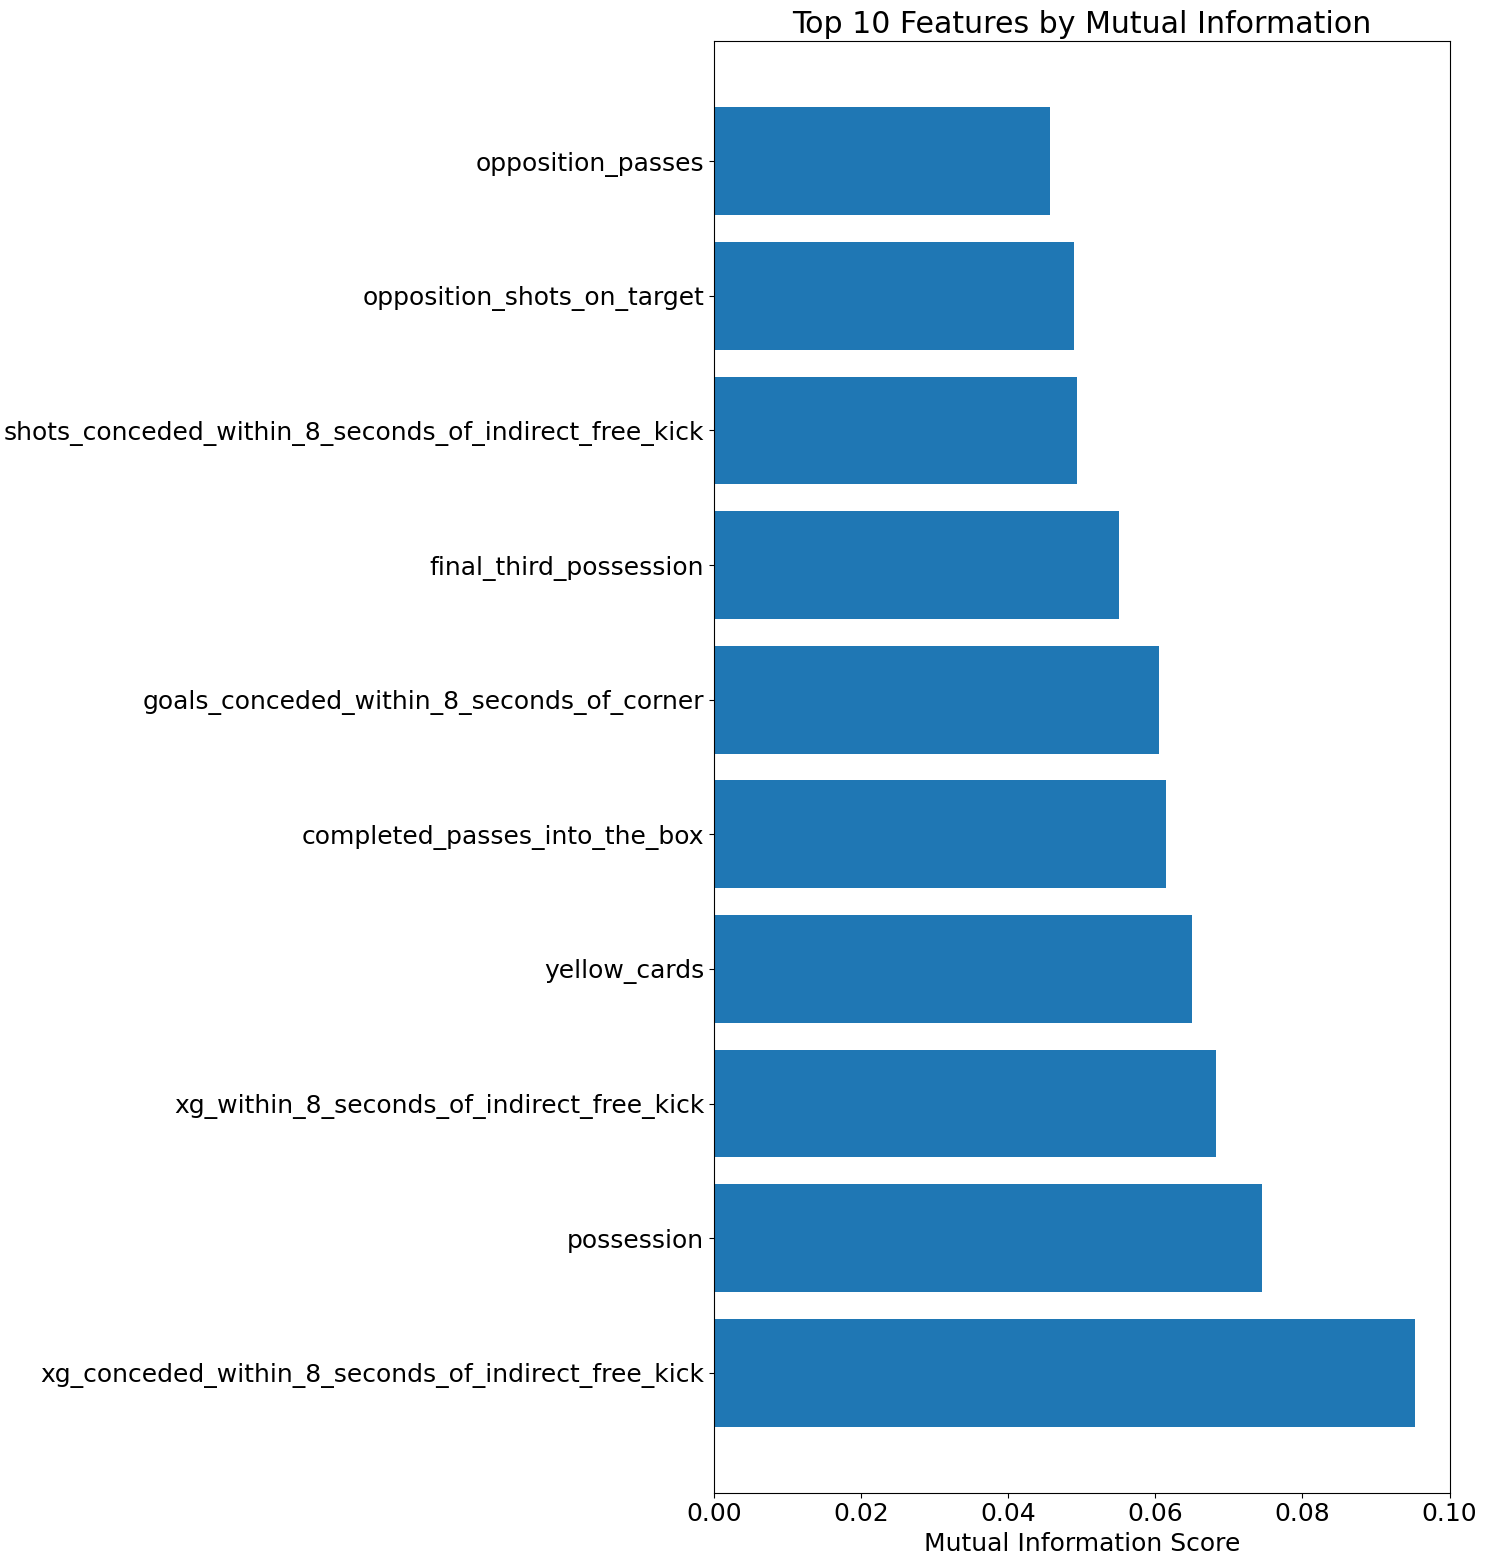 Top 10 Features by Mutual Information
opposition_passes
opposition_shots_on_target
shots_conceded_within_8_seconds_of_indirect_free_kick
final_third_possession
goals_conceded_within_8_seconds_of_corner
completed_passes_into_the_box
yellow_cards
xg_within_8_seconds_of_indirect_free_kick
possession
xg_conceded_within_8_seconds_of_indirect_free_kick
0.00 0.02 0.04 0.06 0.08 0.10
Mutual Information Score